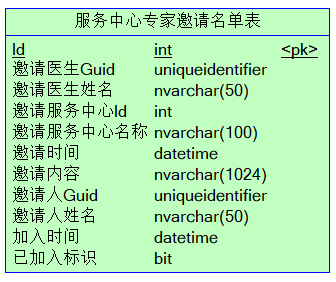 服务中心专家邀请名单表
Id int <pk>
邀请医生Guid uniqueidentifier
邀请医生姓名 nvarchar(50)
邀请服务中心Id int
邀请服务中心名称 nvarchar(100)
邀请时间 datetime
邀请内容 nvarchar(1024)
邀请人Guid uniqueidentifier
邀请人姓名 nvarchar(50)
加入时间 datetime
已加入标识 bit